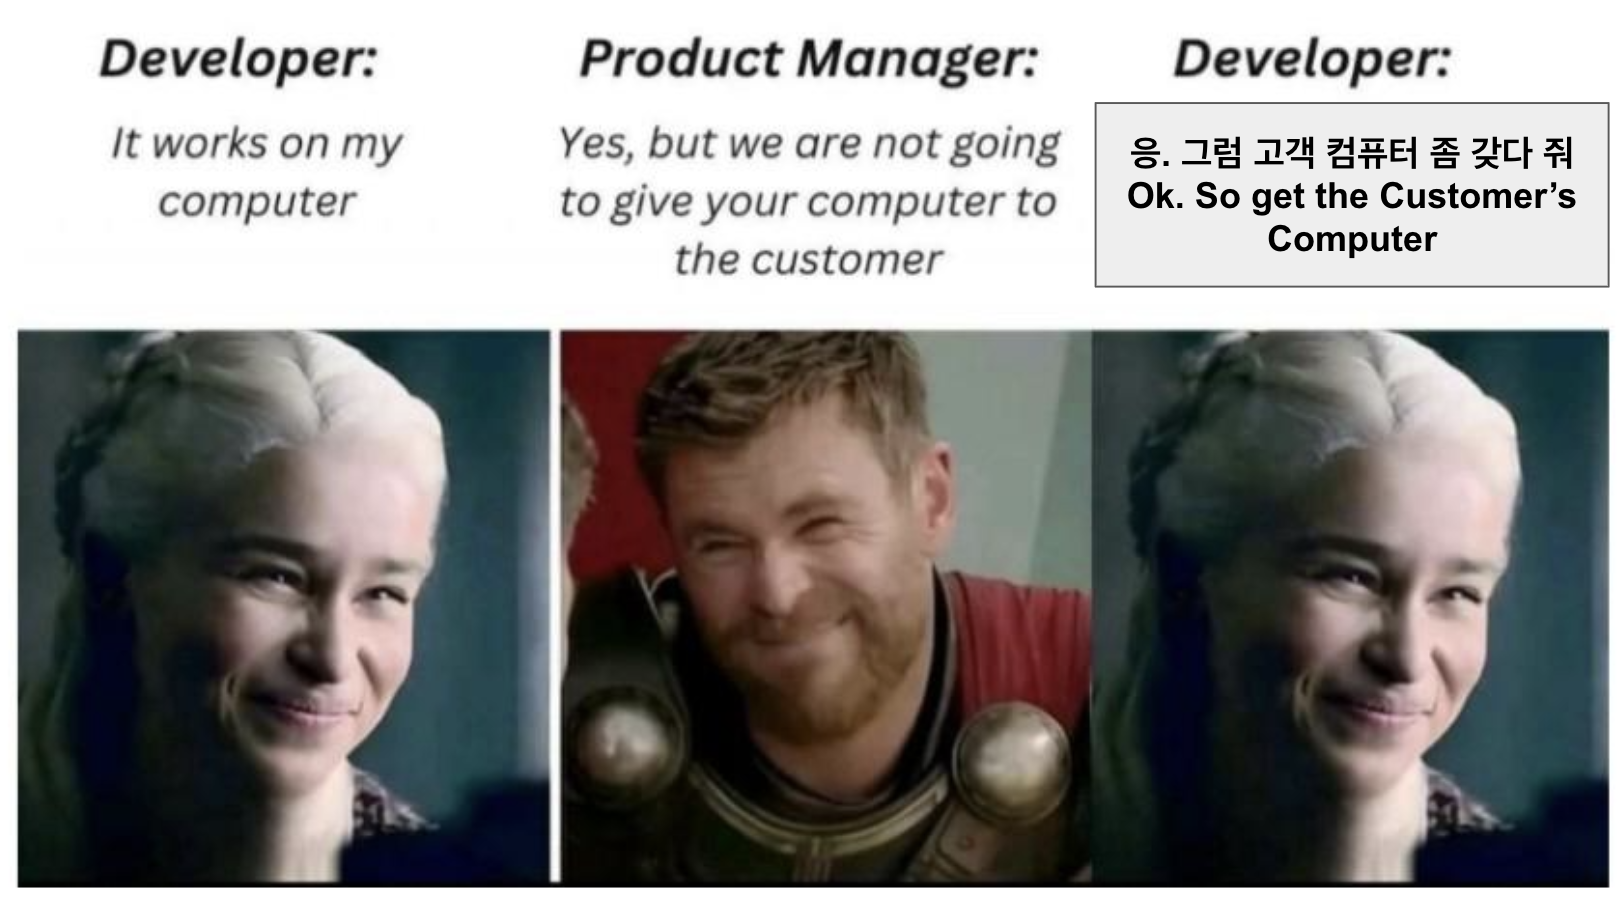 Developer:
It works on my
computer
Product Manager:
Yes, but we are not going
to give your computer to
the customer
Developer:
응. 그럼 고객 컴퓨터 좀 갖다 줘
Ok. So get the Customer’s
Computer